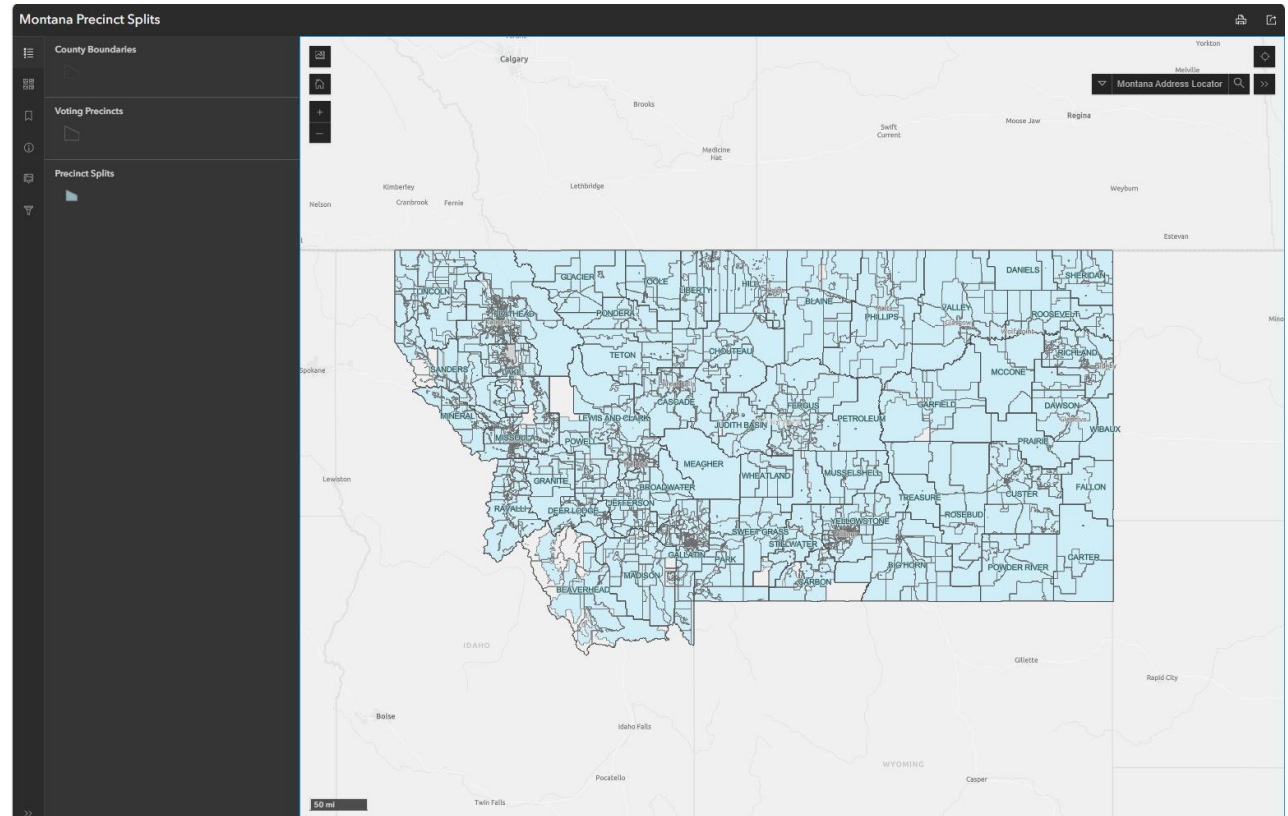 Montana Precinct Splits
County Boundaries
Voting Precincts
Precinct Splits
Montana Address Locator
Calgary
Yorkton
Melville
Brooks
Regina
Moose Jaw
Swift
Current
Medicine
Hat
Kimberley
Lethbridge
Weyburn
Nelson
Cranbrook
Fernie
Estevan
DANIELS
SHERIDAN
GLACIER
TOOLE
LIBERTY
HILL
LINCOLN
BLAINE
VALLEY
PHILLIPS
PONDERA
FLATHEAD
ROOSEVELT
Mino
TETON
CHOUTEAU
RICHLAND
Spokane
SANDERS
LAKE
MCCONE
CASCADE
FERGUS
GARFIELD
DAWSON
MINERAL
LEWIS AND CLARK
JUDITH BASIN
PETROLEUM
WIBAUX
MISSOULA
POWELL
PRAIRIE
MEAGHER
WHEATLAND
MUSSELSHELL
Lewiston
GRANITE
BROADWATER
CUSTER
FALLON
TREASURE
RAVALLI
DEER LODGE
JEFFERSON
ROSEBUD
YELLOWSTONE
SWEET GRASS
STILLWATER
GALLATIN
PARK
BIG HORN
POWDER RIVER
CARTER
MADISON
CARBON
BEAVERHEAD
IDAHO
Gillette
Rapid City
Boise
Idaho Falls
WYOMING
Pocatello
Casper
50 mi
Twin Falls